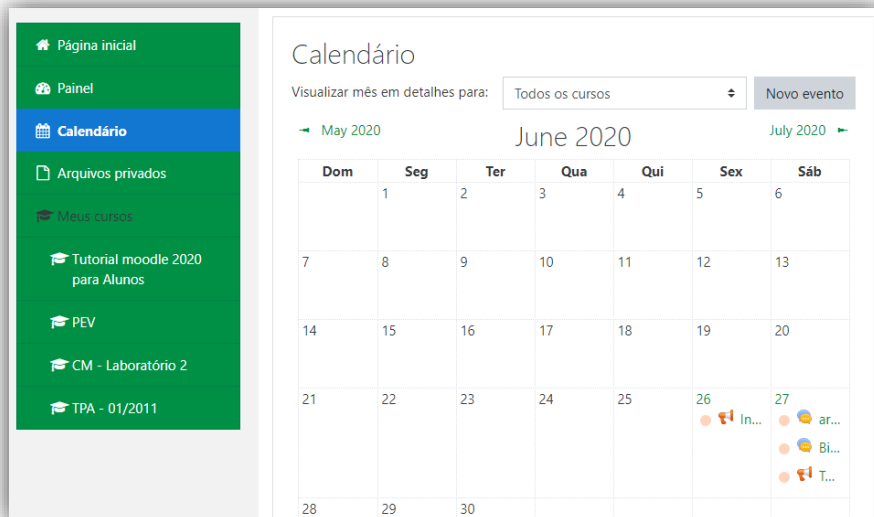 Página inicial
Painel
Calendário
Arquivos privados
Meus cursos
Tutorial moodle 2020
para Alunos
PEV
CM - Laboratório 2
TPA - 01/2011
Calendário
Visualizar mês em detalhes para: Todos os cursos Novo evento
May 2020 June 2020 July 2020
Dom Seg Ter Qua Qui Sex Sáb
1 2 3 4 5 6
7 8 9 10 11 12 13
14 15 16 17 18 19 20
21 22 23 24 25 26 27
In... ar...
Bi...
T...
28 29 30